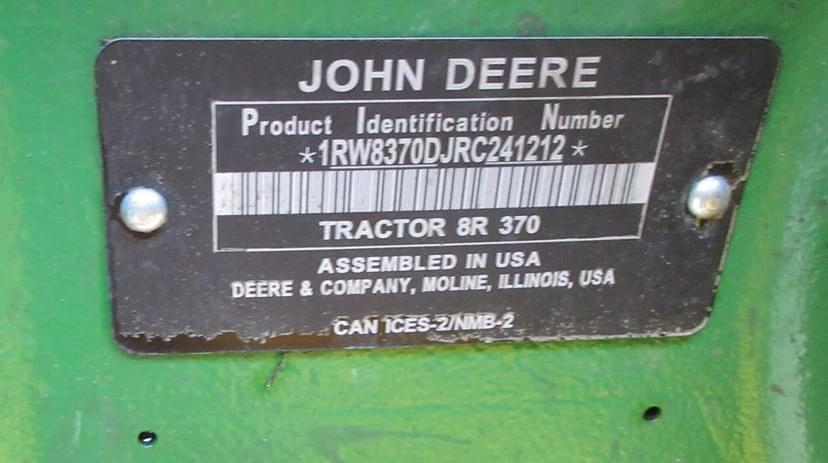 JOHN DEERE
Product Identification Number
*1RW8370DJRC241212*
TRACTOR 8R 370
ASSEMBLED IN USA
DEERE & COMPANY, MOLINE, ILLINOIS, USA
CAN ICES-2/NMB-2